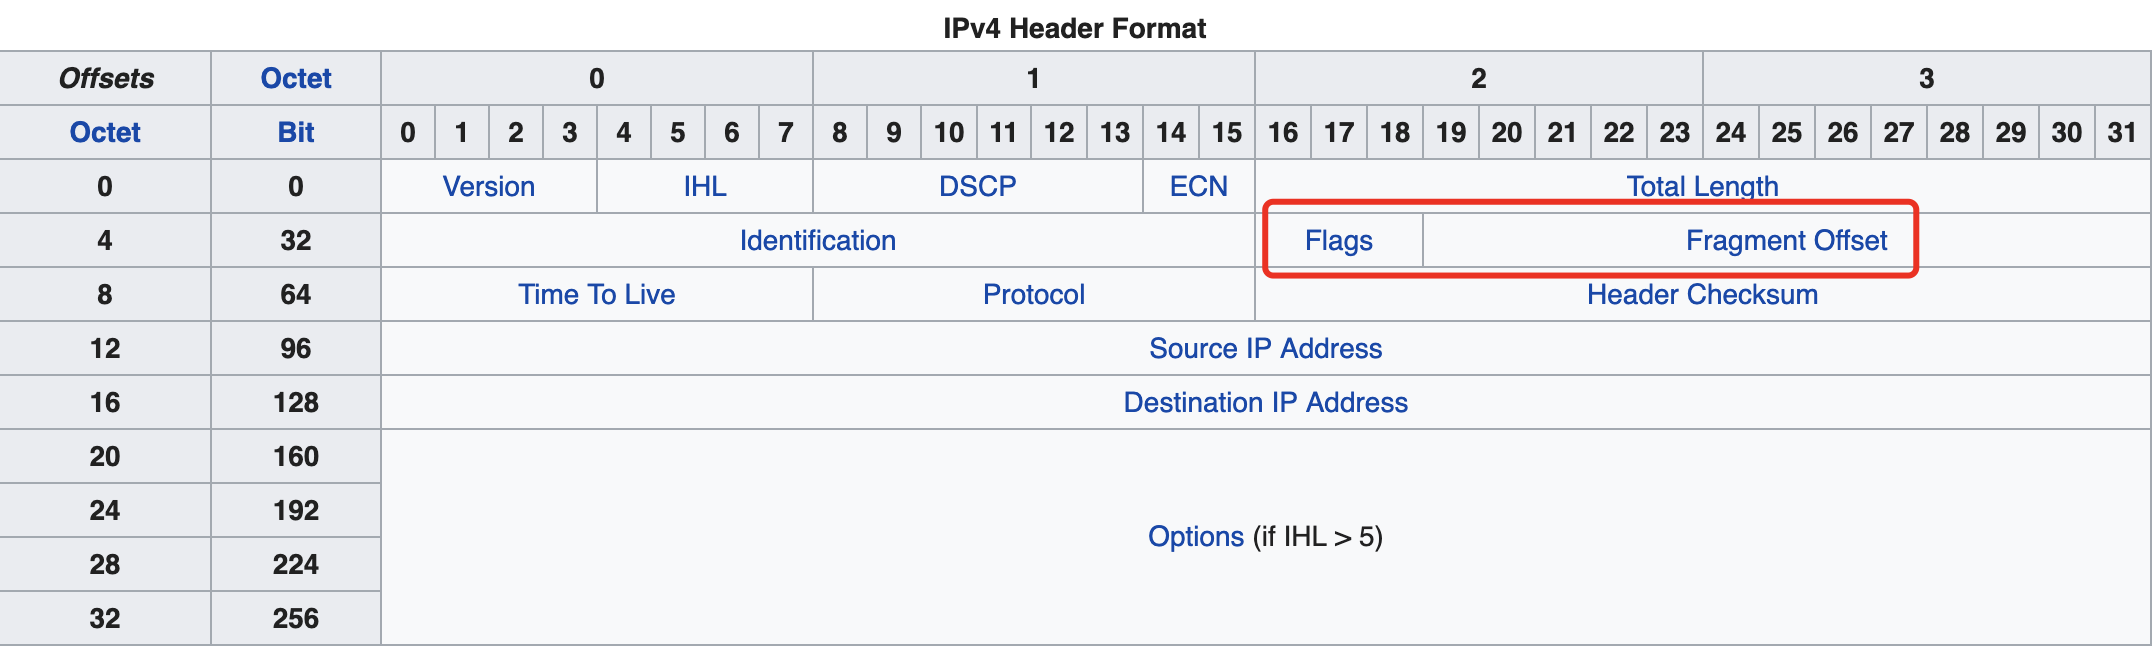 IPv4 Header Format
Offsets Octet 0 1 2 3
Octet Bit 0 1 2 3 4 5 6 7 8 9 10 11 12 13 14 15 16 17 18 19 20 21 22 23 24 25 26 27 28 29 30 31
0 0 Version IHL DSCP ECN Total Length
4 32 Identification Flags Fragment Offset
8 64 Time To Live Protocol Header Checksum
12 96 Source IP Address
16 128 Destination IP Address
20 160
24 192
Options (if IHL > 5)
28 224
32 256